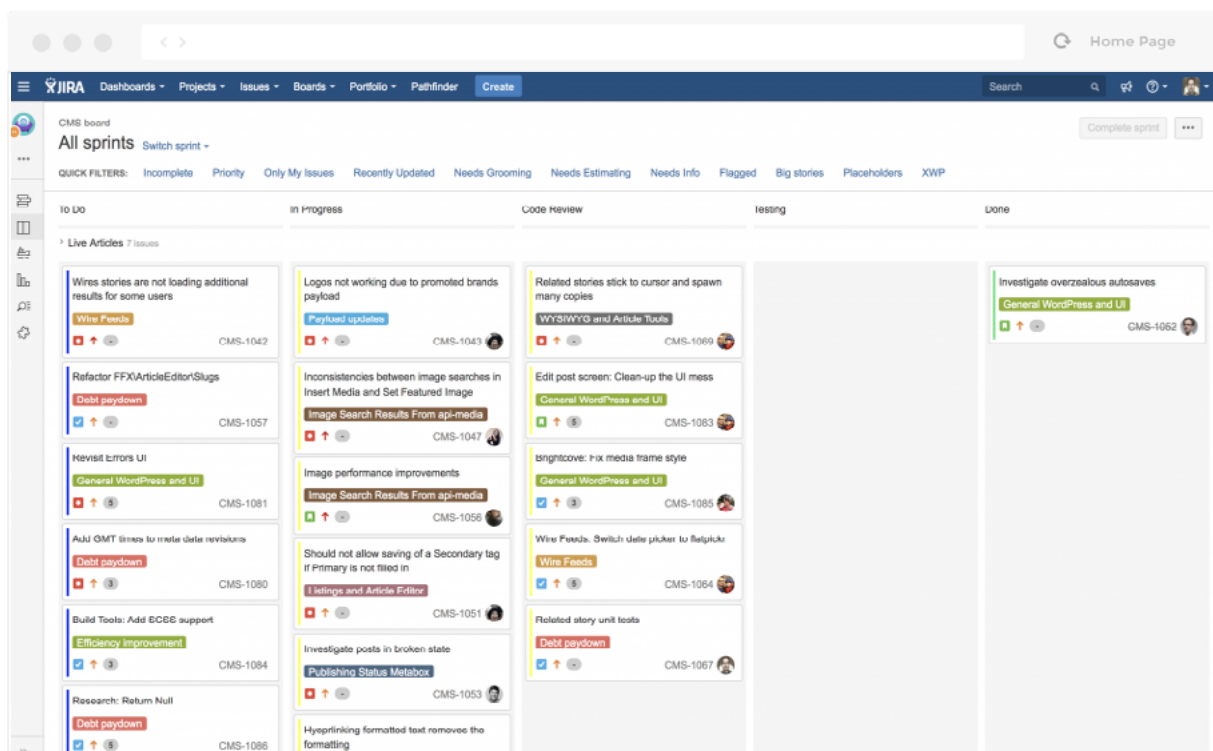 Home Page
JIRA Dashboards Projects Issues Boards Portfolio Pathfinder Create Search
CMS board
All sprints Switch sprint
Complete sprint
QUICK FILTERS: Incomplete Priority Only My Issues Recently Updated Needs Grooming Needs Estimating Needs Info Flagged Big stories Placeholders XWP
To Do In Progress Code Review Testing Done
Live Articles 7 issues
Wires stories are not loading additional
results for some users
Wire Feeds
- CMS-1042
Refactor FFX\ArticleEditor\Slugs
Debt paydown
- CMS-1057
Revisit Errors UI
General WordPress and UI
5 CMS-1081
Add GMT times to meta data revisions
Debt paydown
3 CMS-1080
Build Tools: Add SCSS support
Efficiency improvement
3 CMS-1084
Research: Return Null
Debt paydown
5 CMS-1086
Logos not working due to promoted brands
payload
Payload updates
- CMS-1043
Inconsistencies between image searches in
Insert Media and Set Featured Image
Image Search Results From api-media
- CMS-1047
Image performance improvements
Image Search Results From api-media
- CMS-1056
Should not allow saving of a Secondary tag
if Primary is not filled in
Listings and Article Editor
- CMS-1051
Investigate posts in broken state
Publishing Status Metabox
- CMS-1053
Hyperlinking formatted text removes the
formatting
Related stories stick to cursor and spawn
many copies
WYSIWYG and Article Tools
- CMS-1069
Edit post screen: Clean-up the UI mess
General WordPress and UI
5 CMS-1083
Brightcove: Fix media frame style
General WordPress and UI
3 CMS-1085
Wire Feeds: Switch date picker to flatpickr
Wire Feeds
5 CMS-1064
Related story unit tests
Debt paydown
- CMS-1067
Investigate overzealous autosaves
General WordPress and UI
- CMS-1052